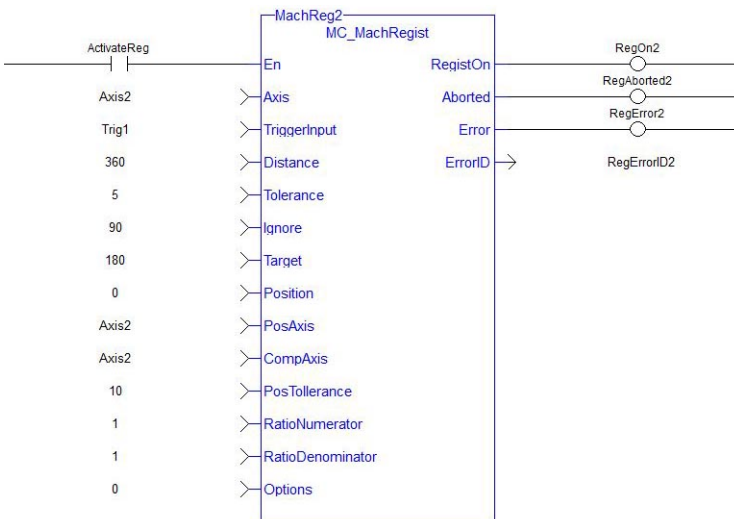 MachReg2
MC_MachRegist
ActivateReg En RegistOn RegOn2
Axis2 Axis Aborted RegAborted2
Trig1 TriggerInput Error RegError2
360 Distance ErrorID RegErrorID2
5 Tolerance
90 Ignore
180 Target
0 Position
Axis2 PosAxis
Axis2 CompAxis
10 PosTollerance
1 RatioNumerator
1 RatioDenominator
0 Options